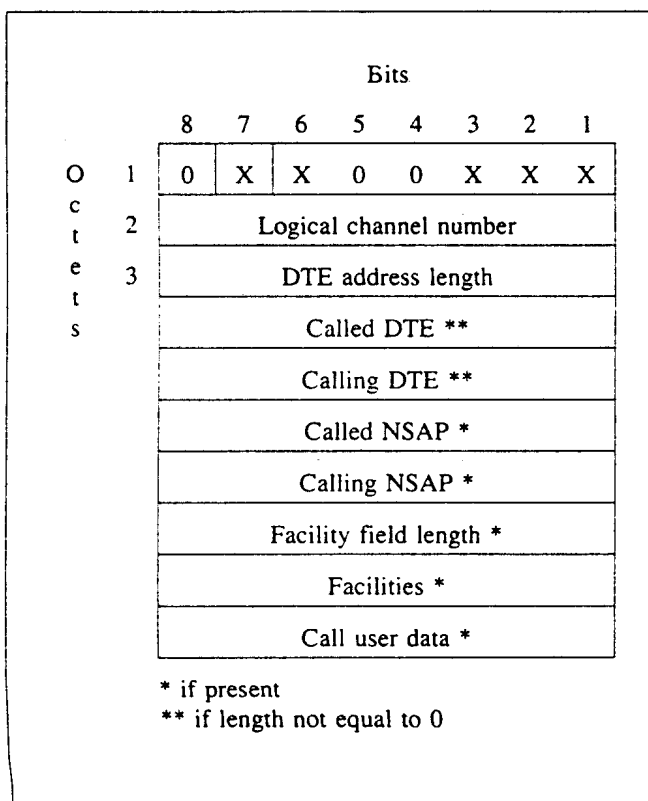 Bits
8 7 6 5 4 3 2 1
Octets
1 0 X X 0 0 X X X
2 Logical channel number
3 DTE address length
Called DTE **
Calling DTE **
Called NSAP *
Calling NSAP *
Facility field length *
Facilities *
Call user data *
* if present
** if length not equal to 0